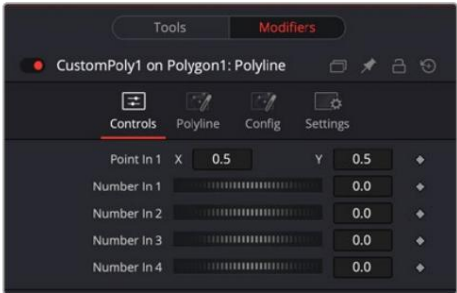 Tools Modifiers
CustomPoly1 on Polygon1: Polyline
Controls Polyline Config Settings
Point In 1 X 0.5 Y 0.5
Number In 1 0.0
Number In 2 0.0
Number In 3 0.0
Number In 4 0.0